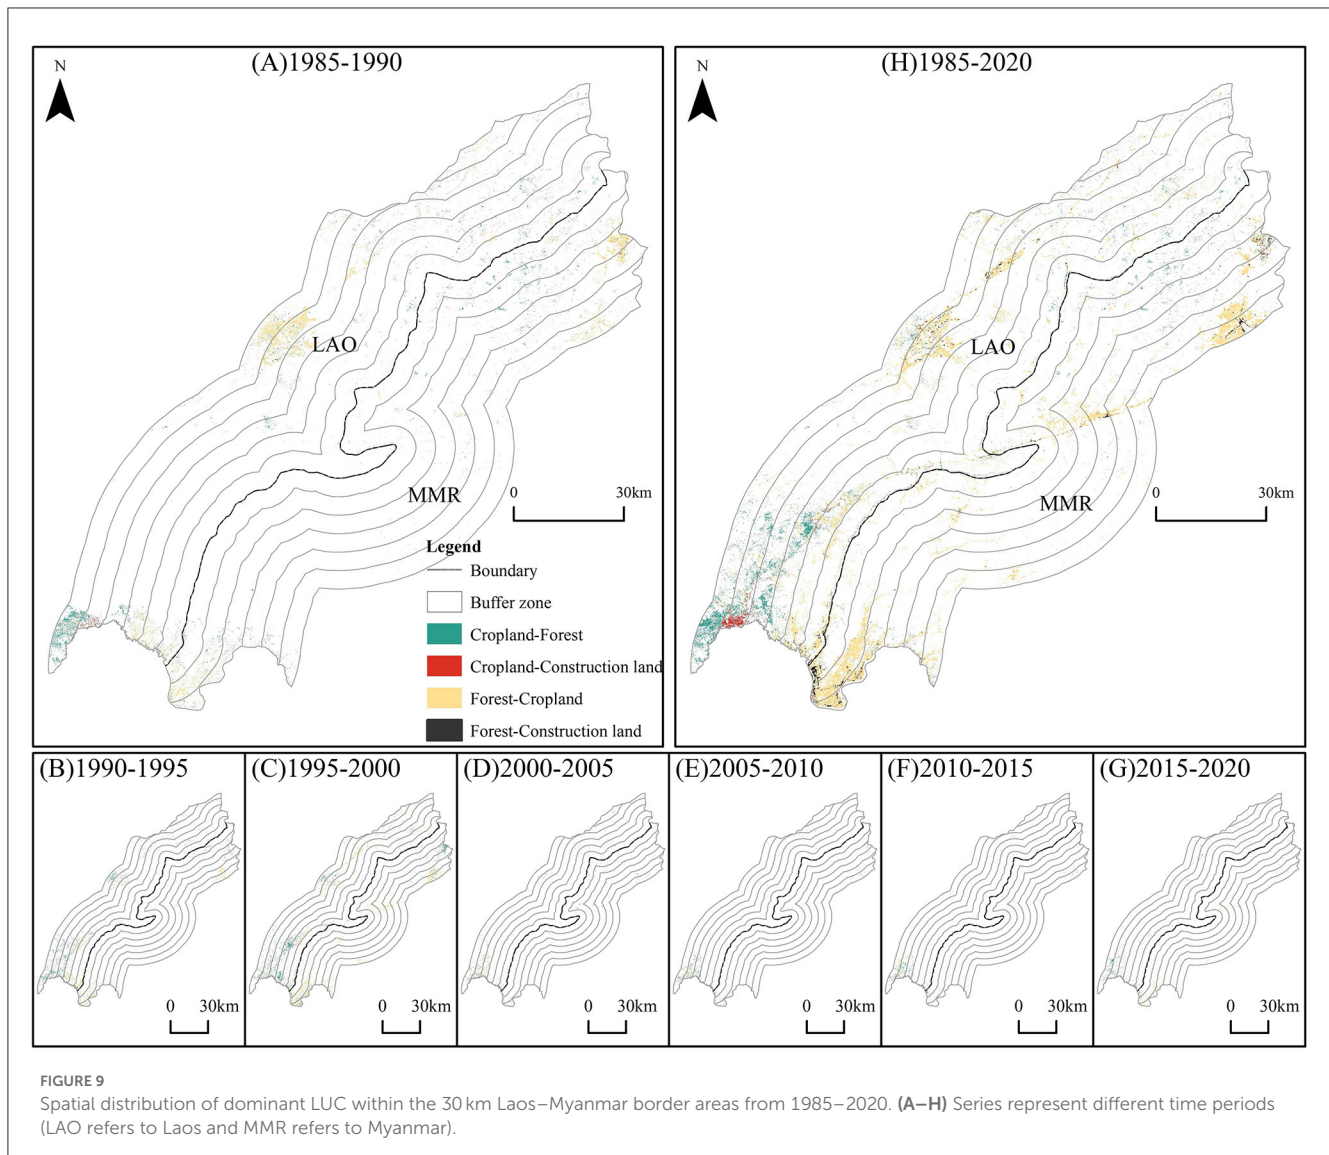 (A)1985-1990
N
LAO
MMR
0 30km
Legend
Boundary
Buffer zone
Cropland-Forest
Cropland-Construction land
Forest-Cropland
Forest-Construction land
(H)1985-2020
N
LAO
MMR
0 30km
(B)1990-1995
0 30km
(C)1995-2000
0 30km
(D)2000-2005
0 30km
(E)2005-2010
0 30km
(F)2010-2015
0 30km
(G)2015-2020
0 30km
FIGURE 9
Spatial distribution of dominant LUC within the 30 km Laos–Myanmar border areas from 1985–2020. (A–H) Series represent different time periods
(LAO refers to Laos and MMR refers to Myanmar).